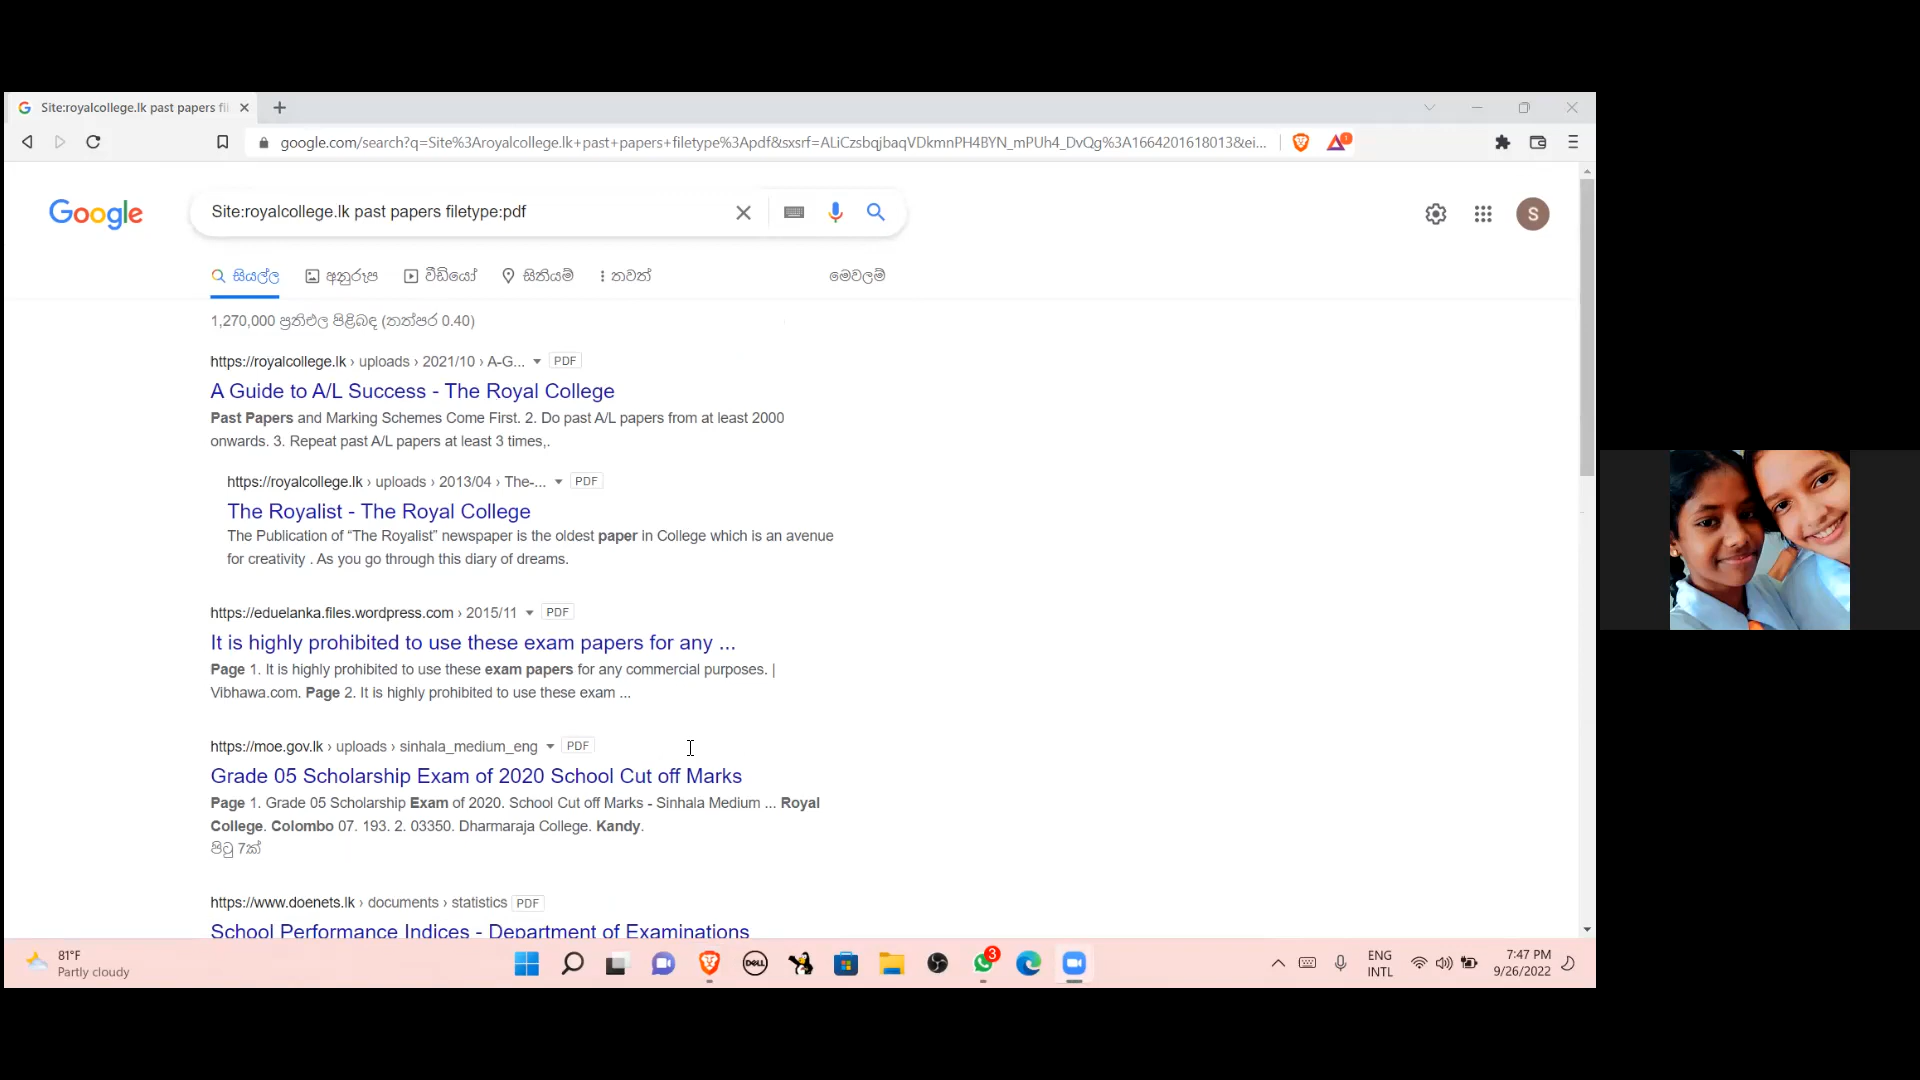 Site:royalcollege.lk past papers fil
google.com/search?q=Site%3Aroyalcollege.lk+past+papers+filetype%3Apdf&sxsrf=ALiCzsbqjbaqVDkmnPH4BYN_mPUh4_DvQg%3A1664201618013&ei...
1
Google
Site:royalcollege.lk past papers filetype:pdf
S
සියල්ල අනුරූප වීඩියෝ සිතියම් තවත් මෙවලම්
1,270,000 ප්‍රතිඵල පිළිබඳ (තත්පර 0.40)
https://royalcollege.lk › uploads › 2021/10 › A-G... PDF
A Guide to A/L Success - The Royal College
Past Papers and Marking Schemes Come First. 2. Do past A/L papers from at least 2000
onwards. 3. Repeat past A/L papers at least 3 times,.
https://royalcollege.lk › uploads › 2013/04 › The-... PDF
The Royalist - The Royal College
The Publication of “The Royalist” newspaper is the oldest paper in College which is an avenue
for creativity . As you go through this diary of dreams.
https://eduelanka.files.wordpress.com › 2015/11 PDF
It is highly prohibited to use these exam papers for any ...
Page 1. It is highly prohibited to use these exam papers for any commercial purposes. |
Vibhawa.com. Page 2. It is highly prohibited to use these exam ...
https://moe.gov.lk › uploads › sinhala_medium_eng PDF
Grade 05 Scholarship Exam of 2020 School Cut off Marks
Page 1. Grade 05 Scholarship Exam of 2020. School Cut off Marks - Sinhala Medium ... Royal
College. Colombo 07. 193. 2. 03350. Dharmaraja College. Kandy.
පිටු 7ක්
https://www.doenets.lk › documents › statistics PDF
School Performance Indices - Department of Examinations
81°F
Partly cloudy
DELL
3
ENG
INTL
7:47 PM
9/26/2022